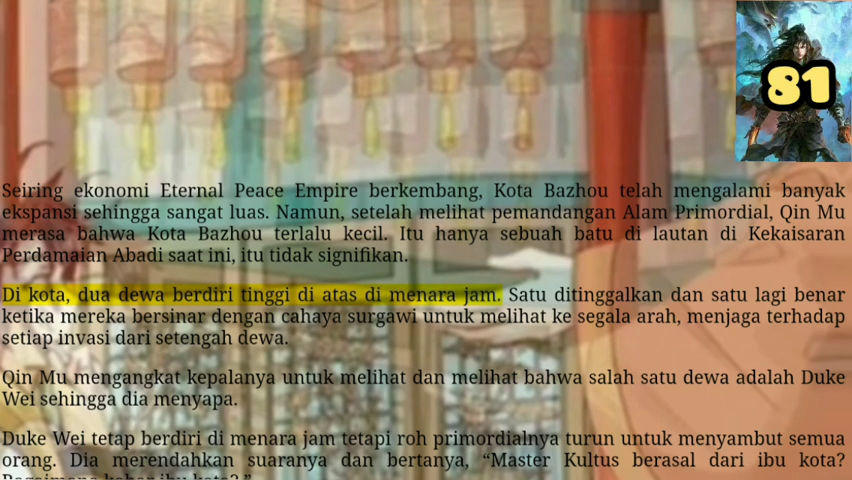 81
Seiring ekonomi Eternal Peace Empire berkembang, Kota Bazhou telah mengalami banyak
ekspansi sehingga sangat luas. Namun, setelah melihat pemandangan Alam Primordial, Qin Mu
merasa bahwa Kota Bazhou terlalu kecil. Itu hanya sebuah batu di lautan di Kekaisaran
Perdamaian Abadi saat ini, itu tidak signifikan.
Di kota, dua dewa berdiri tinggi di atas di menara jam. Satu ditinggalkan dan satu lagi benar
ketika mereka bersinar dengan cahaya surgawi untuk melihat ke segala arah, menjaga terhadap
setiap invasi dari setengah dewa.
Qin Mu mengangkat kepalanya untuk melihat dan melihat bahwa salah satu dewa adalah Duke
Wei sehingga dia menyapa.
Duke Wei tetap berdiri di menara jam tetapi roh primordialnya turun untuk menyambut semua
orang. Dia merendahkan suaranya dan bertanya, “Master Kultus berasal dari ibu kota?